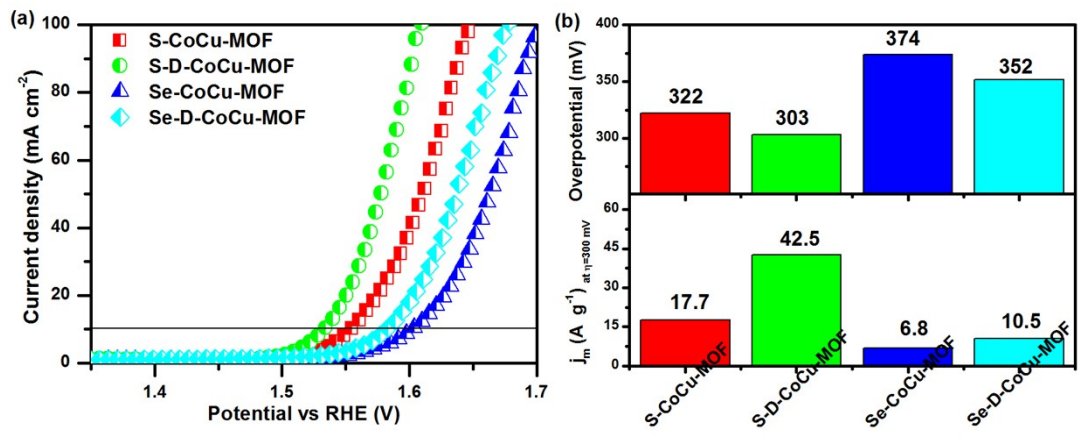 (a)
S-CoCu-MOF
S-D-CoCu-MOF
Se-CoCu-MOF
Se-D-CoCu-MOF
Current density (mA cm⁻²)
100
80
60
40
20
10
0
1.4
1.5
1.6
1.7
Potential vs RHE (V)
(b)
Overpotential (mV)
400
350
300
322
303
374
352
jₘ (A g⁻¹) at η=300 mV
60
45
30
15
0
17.7
42.5
6.8
10.5
S-CoCu-MOF
S-D-CoCu-MOF
Se-CoCu-MOF
Se-D-CoCu-MOF